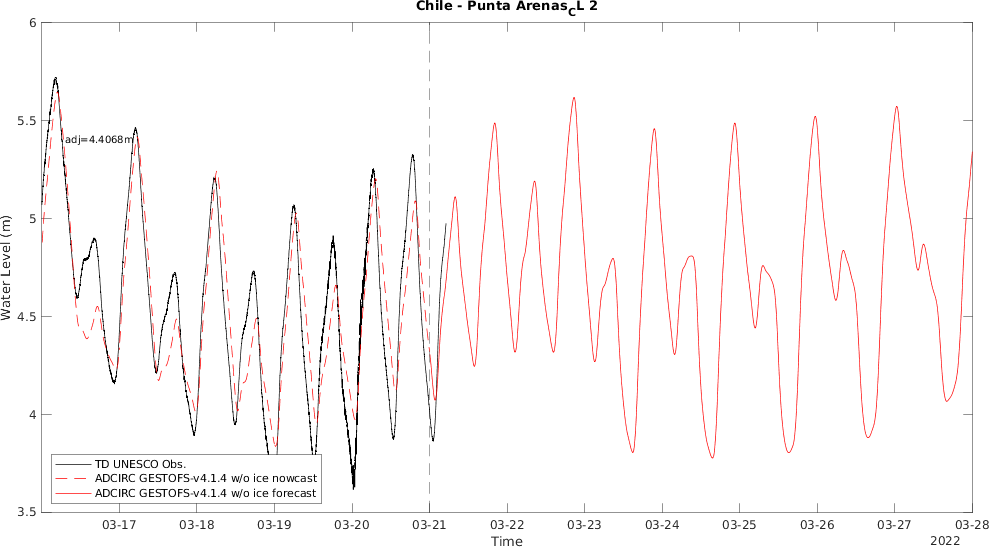 Chile - Punta Arenas_CL 2
6
5.5
5
4.5
4
3.5
Water Level (m)
adj=4.4068m
TD UNESCO Obs.
ADCIRC GESTOFS-v4.1.4 w/o ice nowcast
ADCIRC GESTOFS-v4.1.4 w/o ice forecast
03-17 03-18 03-19 03-20 03-21 03-22 03-23 03-24 03-25 03-26 03-27 03-28
Time
2022